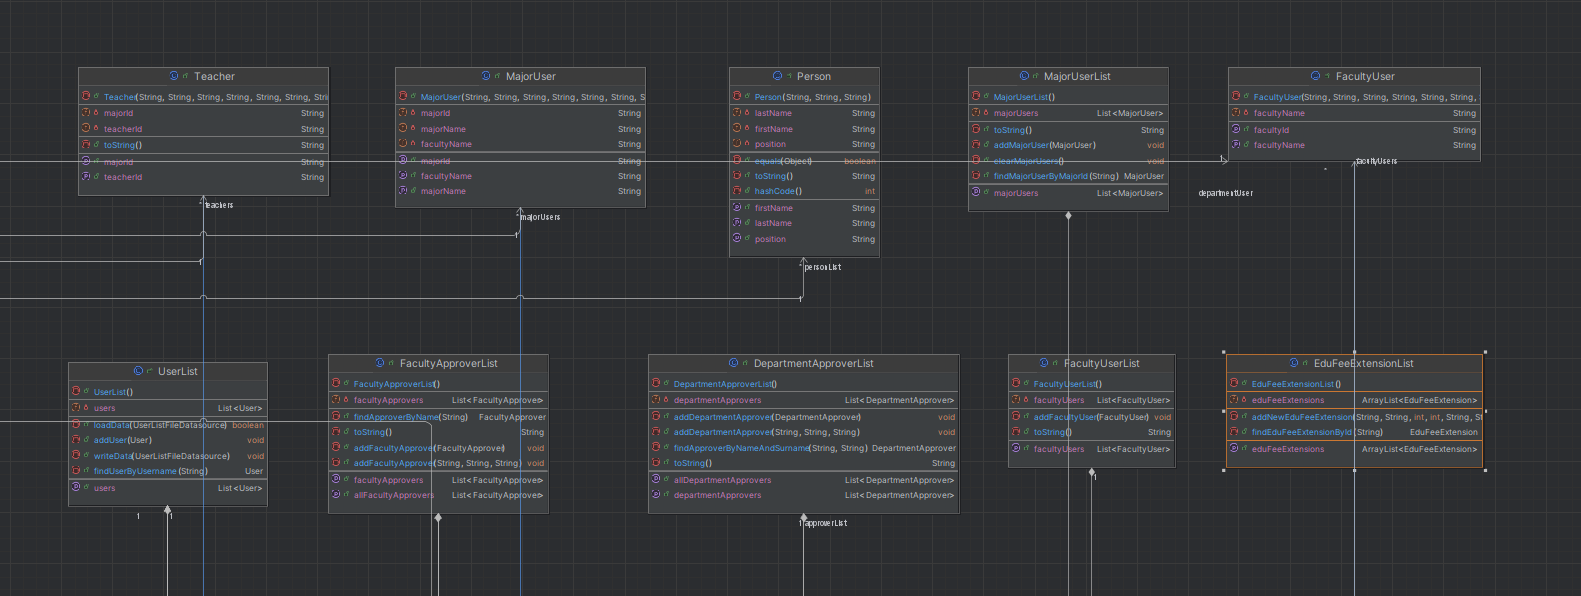 Teacher
Teacher(String, String, String, String, String, String, Stri
majorId String
teacherId String
toString() String
majorId String
teacherId String
teachers
1
MajorUser
MajorUser(String, String, String, String, String, S
majorId String
majorName String
facultyName String
majorId String
facultyName String
majorName String
majorUsers
1
Person
Person(String, String, String)
lastName String
firstName String
position String
equals(Object) boolean
toString() String
hashCode() int
firstName String
lastName String
position String
personList
1
MajorUserList
MajorUserList()
majorUsers List<MajorUser>
toString() String
addMajorUser(MajorUser) void
clearMajorUsers() void
findMajorUserByMajorId(String) MajorUser
majorUsers List<MajorUser>
FacultyUser
FacultyUser(String, String, String, String, String,
facultyName String
facultyId String
facultyName String
1
facultyUsers
departmentUser
UserList
UserList()
users List<User>
loadData(UserListFileDatasource) boolean
addUser(User) void
writeData(UserListFileDatasource) void
findUserByUsername(String) User
users List<User>
1 1
FacultyApproverList
FacultyApproverList()
facultyApprovers List<FacultyApprover>
findApproverByName(String) FacultyApprover
toString() String
addFacultyApprover(FacultyApprover) void
addFacultyApprover(String, String, String) void
facultyApprovers List<FacultyApprover>
allFacultyApprovers List<FacultyApprover>
DepartmentApproverList
DepartmentApproverList()
departmentApprovers List<DepartmentApprover>
addDepartmentApprover(DepartmentApprover) void
addDepartmentApprover(String, String, String) void
findApproverByNameAndSurname(String, String) DepartmentApprover
toString() String
allDepartmentApprovers List<DepartmentApprover>
departmentApprovers List<DepartmentApprover>
1 approverList
FacultyUserList
FacultyUserList()
facultyUsers List<FacultyUser>
addFacultyUser(FacultyUser) void
toString() String
facultyUsers List<FacultyUser>
1
EduFeeExtensionList
EduFeeExtensionList()
eduFeeExtensions ArrayList<EduFeeExtension>
addNewEduFeeExtension(String, String, int, int, String, St
findEduFeeExtensionById(String) EduFeeExtension
eduFeeExtensions ArrayList<EduFeeExtension>